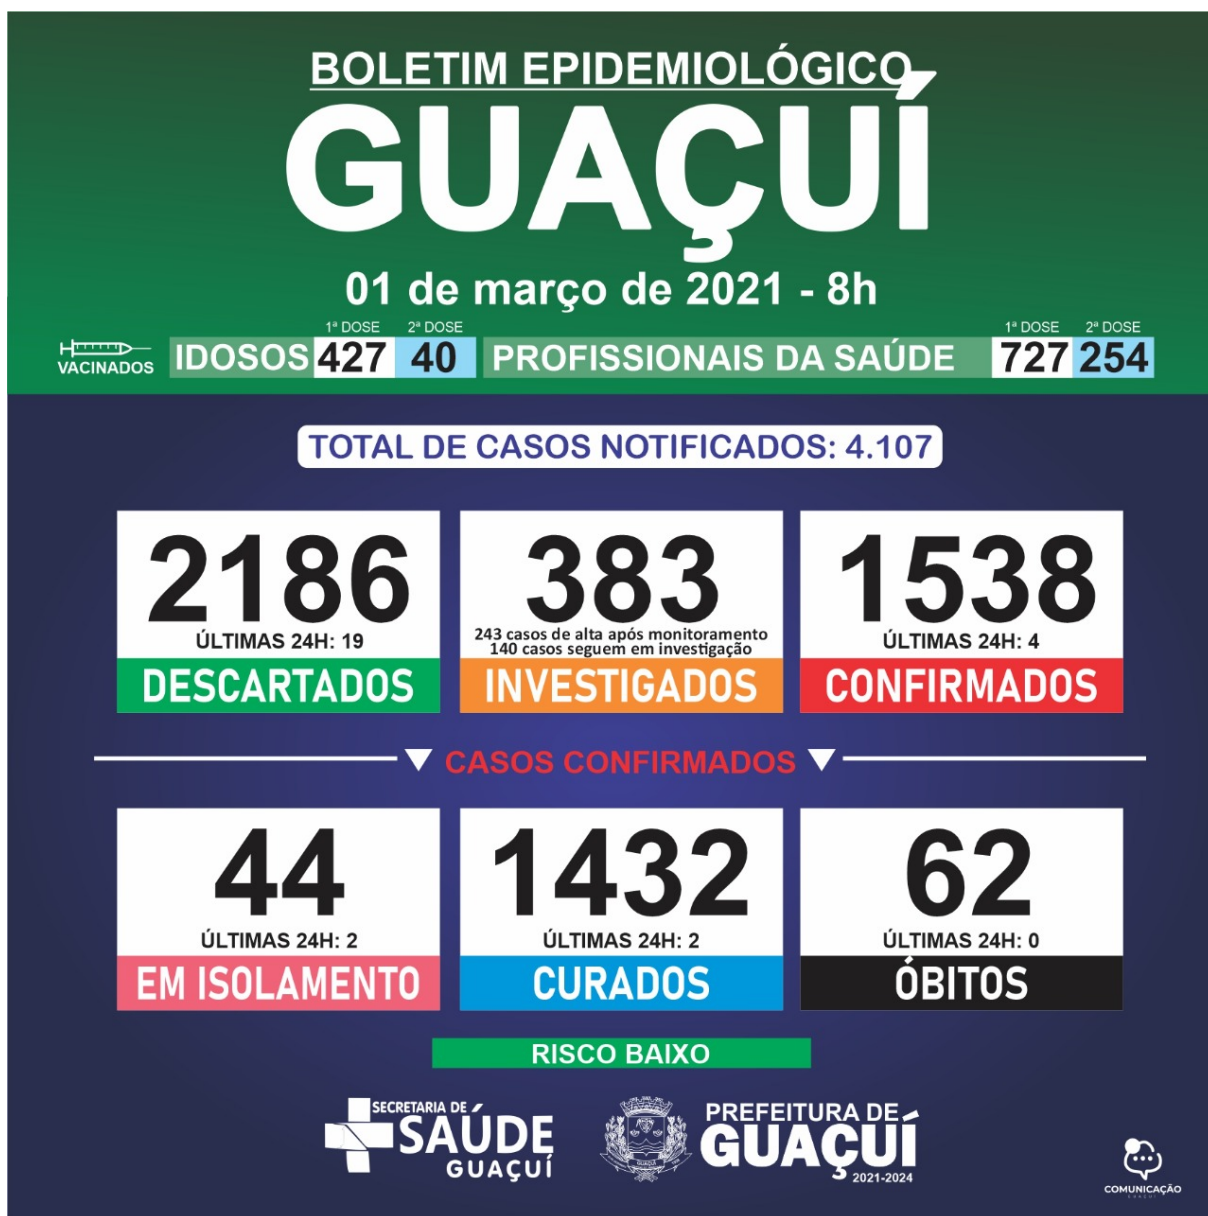 BOLETIM EPIDEMIOLÓGICO
GUAÇUÍ
01 de março de 2021 - 8h
1ª DOSE 2ª DOSE 1ª DOSE 2ª DOSE
VACINADOS IDOSOS 427 40 PROFISSIONAIS DA SAÚDE 727 254
TOTAL DE CASOS NOTIFICADOS: 4.107
2186
ÚLTIMAS 24H: 19
DESCARTADOS
383
243 casos de alta após monitoramento
140 casos seguem em investigação
INVESTIGADOS
1538
ÚLTIMAS 24H: 4
CONFIRMADOS
CASOS CONFIRMADOS
44
ÚLTIMAS 24H: 2
EM ISOLAMENTO
1432
ÚLTIMAS 24H: 2
CURADOS
62
ÚLTIMAS 24H: 0
ÓBITOS
RISCO BAIXO
SECRETARIA DE
SAÚDE
GUAÇUÍ
PREFEITURA DE
GUAÇUÍ
2021-2024
COMUNICAÇÃO